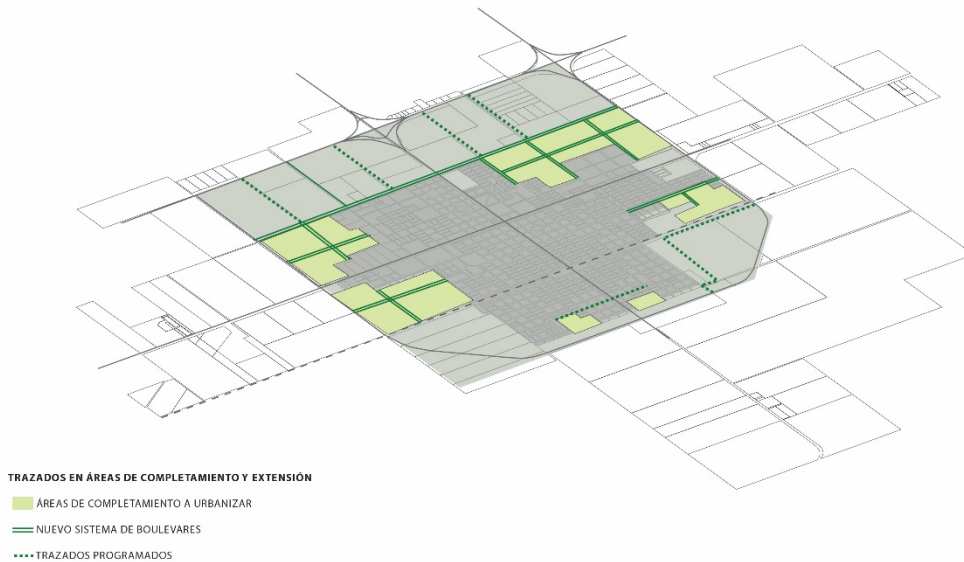 TRAZADOS EN ÁREAS DE COMPLETAMIENTO Y EXTENSIÓN
ÁREAS DE COMPLETAMIENTO A URBANIZAR
NUEVO SISTEMA DE BOULEVARES
TRAZADOS PROGRAMADOS